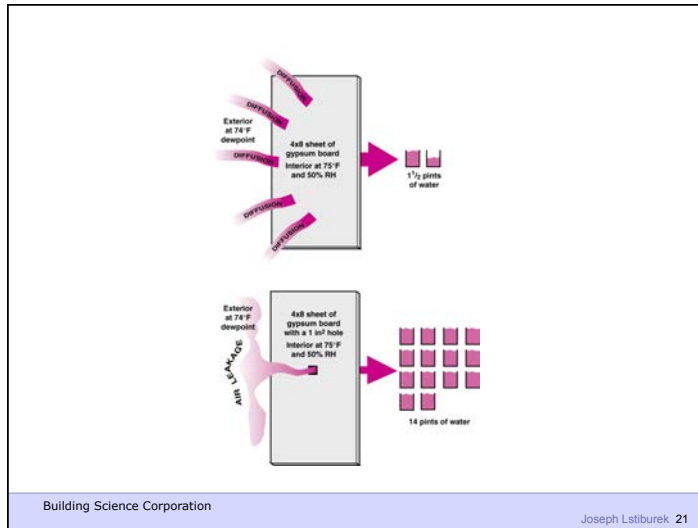 DIFFUSION
DIFFUSION
Exterior
at 74°F
dewpoint
DIFFUSION
4x8 sheet of
gypsum board
Interior at 75°F
and 50% RH
1 1/2 pints
of water
DIFFUSION
DIFFUSION
Exterior
at 74°F
dewpoint
AIR LEAKAGE
4x8 sheet of
gypsum board
with a 1 in² hole
Interior at 75°F
and 50% RH
14 pints of water
Building Science Corporation
Joseph Lstiburek 21